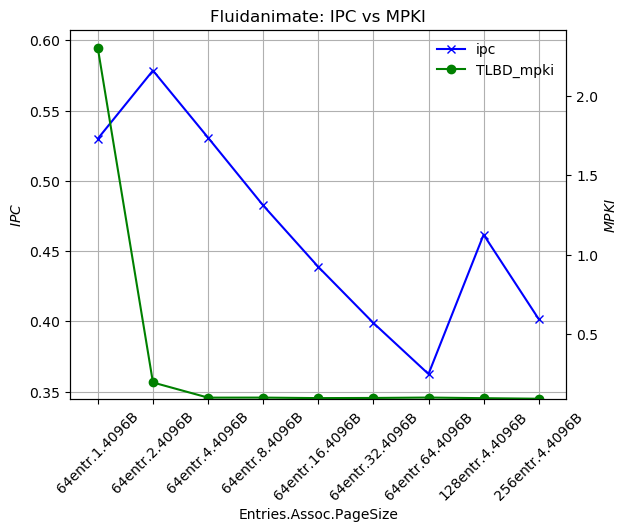 Fluidanimate: IPC vs MPKI
ipc
TLBD_mpki
0.60
0.55
0.50
0.45
0.40
0.35
IPC
2.0
1.5
1.0
0.5
MPKI
64entr.1.4096B
64entr.2.4096B
64entr.4.4096B
64entr.8.4096B
64entr.16.4096B
64entr.32.4096B
64entr.64.4096B
128entr.4.4096B
256entr.4.4096B
Entries.Assoc.PageSize